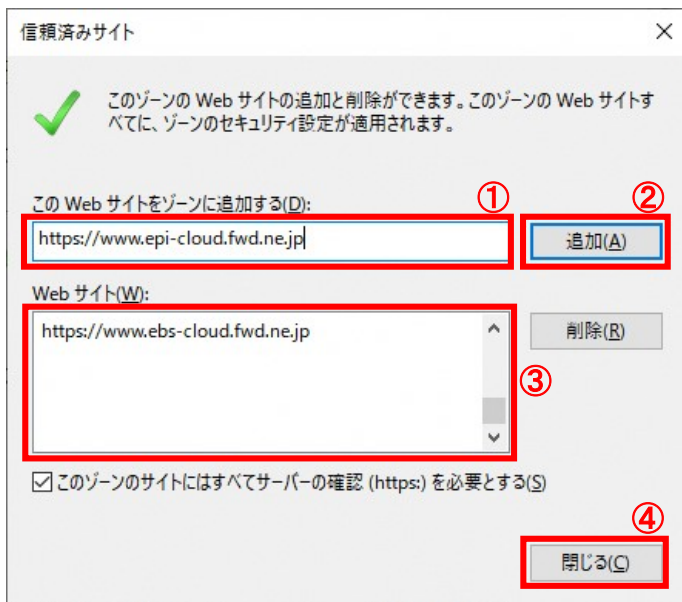 信頼済みサイト
このゾーンの Web サイトの追加と削除ができます。このゾーンの Web サイトす
べてに、ゾーンのセキュリティ設定が適用されます。
この Web サイトをゾーンに追加する(D):
①
②
https://www.epi-cloud.fwd.ne.jp
追加(A)
Web サイト(W):
https://www.ebs-cloud.fwd.ne.jp
削除(R)
③
このゾーンのサイトにはすべてサーバーの確認 (https:) を必要とする(S)
④
閉じる(C)